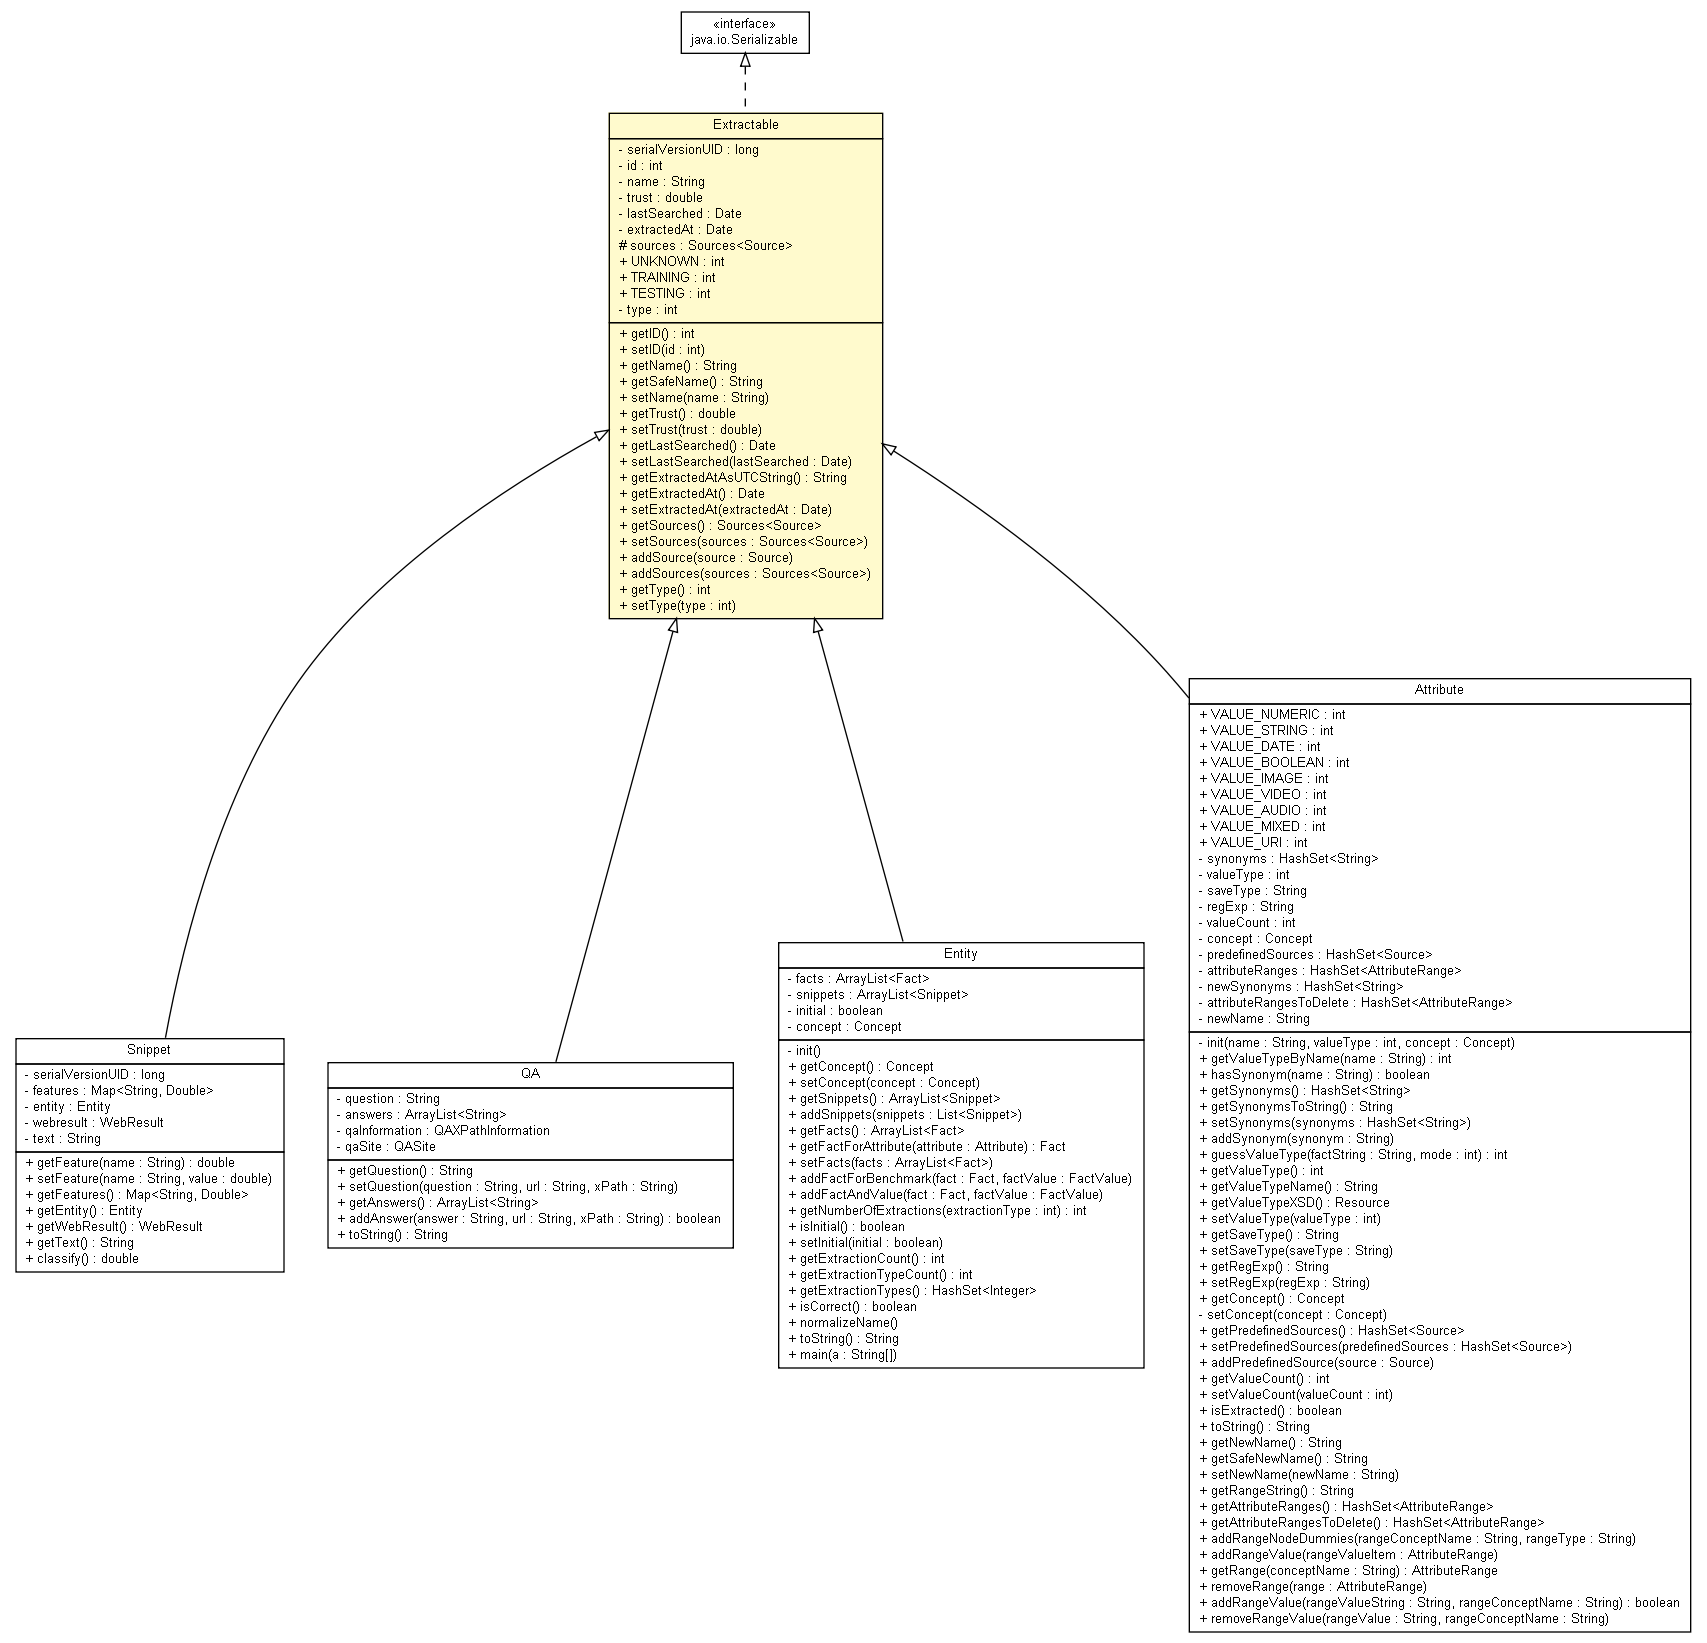 «interface»
java.io.Serializable
Extractable
- serialVersionUID : long
- id : int
- name : String
- trust : double
- lastSearched : Date
- extractedAt : Date
# sources : Sources<Source>
+ UNKNOWN : int
+ TRAINING : int
+ TESTING : int
- type : int
+ getID() : int
+ setID(id : int)
+ getName() : String
+ getSafeName() : String
+ setName(name : String)
+ getTrust() : double
+ setTrust(trust : double)
+ getLastSearched() : Date
+ setLastSearched(lastSearched : Date)
+ getExtractedAtAsUTCString() : String
+ getExtractedAt() : Date
+ setExtractedAt(extractedAt : Date)
+ getSources() : Sources<Source>
+ setSources(sources : Sources<Source>)
+ addSource(source : Source)
+ addSources(sources : Sources<Source>)
+ getType() : int
+ setType(type : int)
Snippet
- serialVersionUID : long
- features : Map<String, Double>
- entity : Entity
- webresult : WebResult
- text : String
+ getFeature(name : String) : double
+ setFeature(name : String, value : double)
+ getFeatures() : Map<String, Double>
+ getEntity() : Entity
+ getWebResult() : WebResult
+ getText() : String
+ classify() : double
QA
- question : String
- answers : ArrayList<String>
- qaInformation : QAXPathInformation
- qaSite : QASite
+ getQuestion() : String
+ setQuestion(question : String, url : String, xPath : String)
+ getAnswers() : ArrayList<String>
+ addAnswer(answer : String, url : String, xPath : String) : boolean
+ toString() : String
Entity
- facts : ArrayList<Fact>
- snippets : ArrayList<Snippet>
- initial : boolean
- concept : Concept
- init()
+ getConcept() : Concept
+ setConcept(concept : Concept)
+ getSnippets() : ArrayList<Snippet>
+ addSnippets(snippets : List<Snippet>)
+ getFacts() : ArrayList<Fact>
+ getFactForAttribute(attribute : Attribute) : Fact
+ setFacts(facts : ArrayList<Fact>)
+ addFactForBenchmark(fact : Fact, factValue : FactValue)
+ addFactAndValue(fact : Fact, factValue : FactValue)
+ getNumberOfExtractions(extractionType : int) : int
+ isInitial() : boolean
+ setInitial(initial : boolean)
+ getExtractionCount() : int
+ getExtractionTypeCount() : int
+ getExtractionTypes() : HashSet<Integer>
+ isCorrect() : boolean
+ normalizeName()
+ toString() : String
+ main(a : String[])
Attribute
+ VALUE_NUMERIC : int
+ VALUE_STRING : int
+ VALUE_DATE : int
+ VALUE_BOOLEAN : int
+ VALUE_IMAGE : int
+ VALUE_VIDEO : int
+ VALUE_AUDIO : int
+ VALUE_MIXED : int
+ VALUE_URI : int
- synonyms : HashSet<String>
- valueType : int
- saveType : String
- regExp : String
- valueCount : int
- concept : Concept
- predefinedSources : HashSet<Source>
- attributeRanges : HashSet<AttributeRange>
- newSynonyms : HashSet<String>
- attributeRangesToDelete : HashSet<AttributeRange>
- newName : String
- init(name : String, valueType : int, concept : Concept)
+ getValueTypeByName(name : String) : int
+ hasSynonym(name : String) : boolean
+ getSynonyms() : HashSet<String>
+ getSynonymsToString() : String
+ setSynonyms(synonyms : HashSet<String>)
+ addSynonym(synonym : String)
+ guessValueType(factString : String, mode : int) : int
+ getValueType() : int
+ getValueTypeName() : String
+ getValueTypeXSD() : Resource
+ setValueType(valueType : int)
+ getSaveType() : String
+ setSaveType(saveType : String)
+ getRegExp() : String
+ setRegExp(regExp : String)
+ getConcept() : Concept
- setConcept(concept : Concept)
+ getPredefinedSources() : HashSet<Source>
+ setPredefinedSources(predefinedSources : HashSet<Source>)
+ addPredefinedSource(source : Source)
+ getValueCount() : int
+ setValueCount(valueCount : int)
+ isExtracted() : boolean
+ toString() : String
+ getNewName() : String
+ getSafeNewName() : String
+ setNewName(newName : String)
+ getRangeString() : String
+ getAttributeRanges() : HashSet<AttributeRange>
+ getAttributeRangesToDelete() : HashSet<AttributeRange>
+ addRangeNodeDummies(rangeConceptName : String, rangeType : String)
+ addRangeValue(rangeValueItem : AttributeRange)
+ getRange(conceptName : String) : AttributeRange
+ removeRange(range : AttributeRange)
+ addRangeValue(rangeValueString : String, rangeConceptName : String) : boolean
+ removeRangeValue(rangeValue : String, rangeConceptName : String)